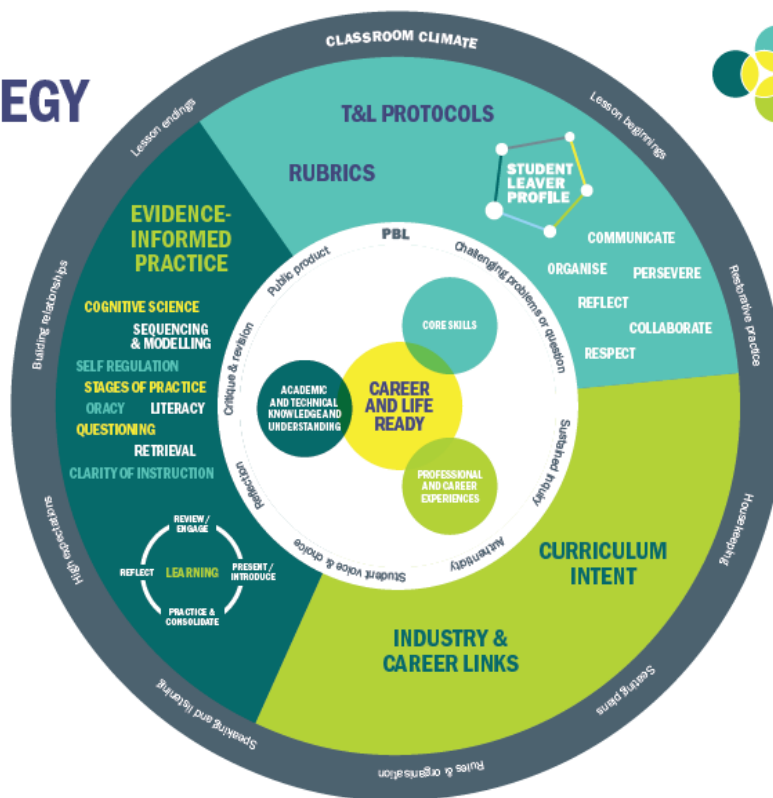 EGY
CLASSROOM CLIMATE
Lesson beginnings
Restorative practice
Housekeeping
Seating plans
Rules & organisation
Speaking and listening
High expectations
Building relationships
Lesson endings
T&L PROTOCOLS
RUBRICS
STUDENT
LEAVER
PROFILE
COMMUNICATE
ORGANISE
PERSEVERE
REFLECT
COLLABORATE
RESPECT
EVIDENCE-
INFORMED
PRACTICE
COGNITIVE SCIENCE
SEQUENCING
& MODELLING
SELF REGULATION
STAGES OF PRACTICE
ORACY LITERACY
QUESTIONING
RETRIEVAL
CLARITY OF INSTRUCTION
REVIEW /
ENGAGE
REFLECT
LEARNING
PRESENT /
INTRODUCE
PRACTICE &
CONSOLIDATE
CURRICULUM
INTENT
INDUSTRY &
CAREER LINKS
PBL
Challenging problems or question
Sustained inquiry
Authenticity
Student voice & choice
Reflection
Critique & revision
Public product
CORE SKILLS
ACADEMIC
AND TECHNICAL
KNOWLEDGE AND
UNDERSTANDING
CAREER
AND LIFE
READY
PROFESSIONAL
AND CAREER
EXPERIENCES